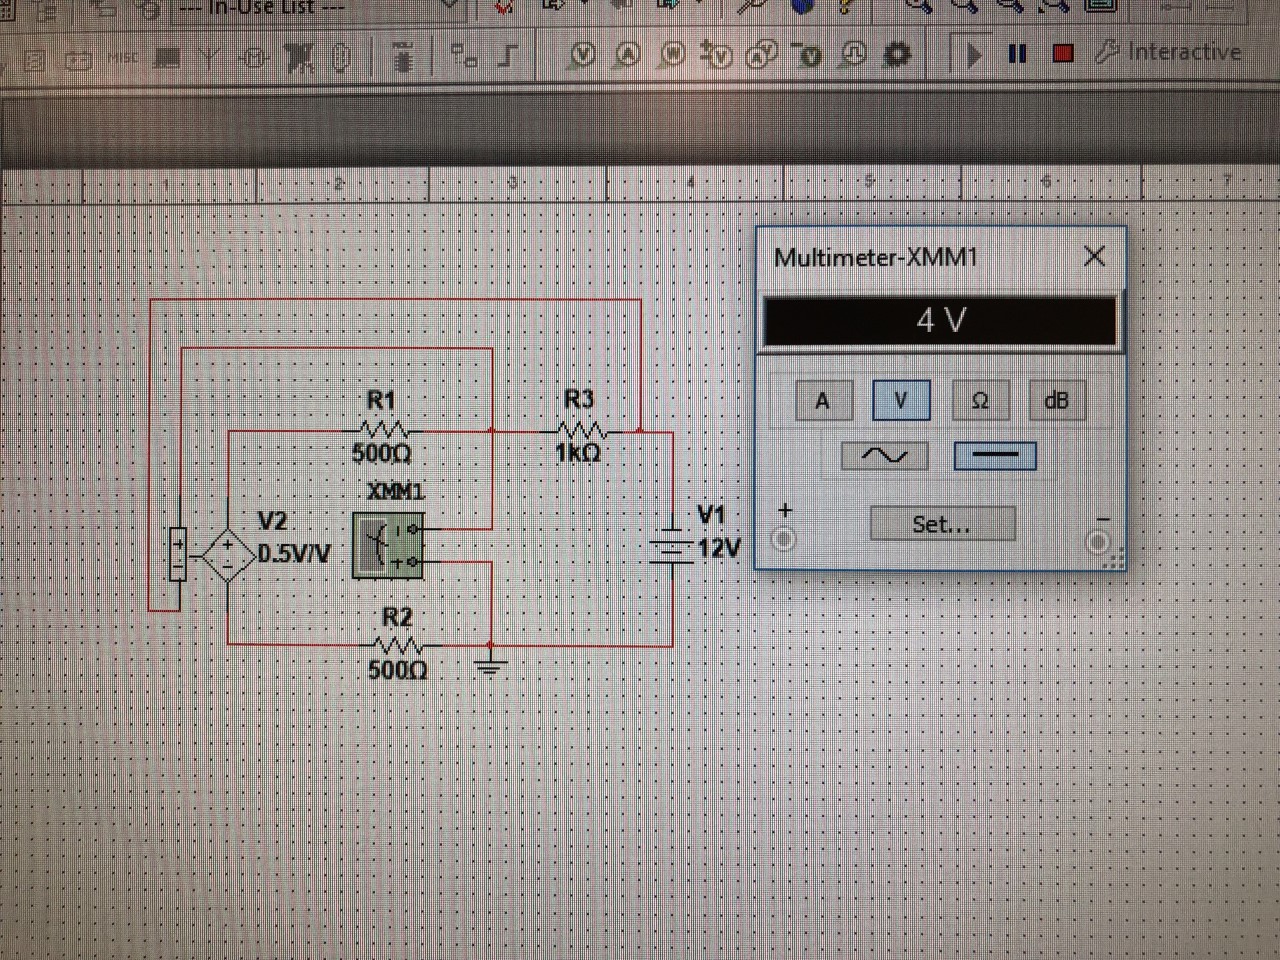 --- In-Use List ---
MISC
V A W V A V V
Interactive
1 2 3 4 5 6 7
Multimeter-XMM1
4 V
A V Ω dB
+ Set... −
R1
500Ω
R3
1kΩ
XMM1
V2
0.5V/V
V1
12V
R2
500Ω